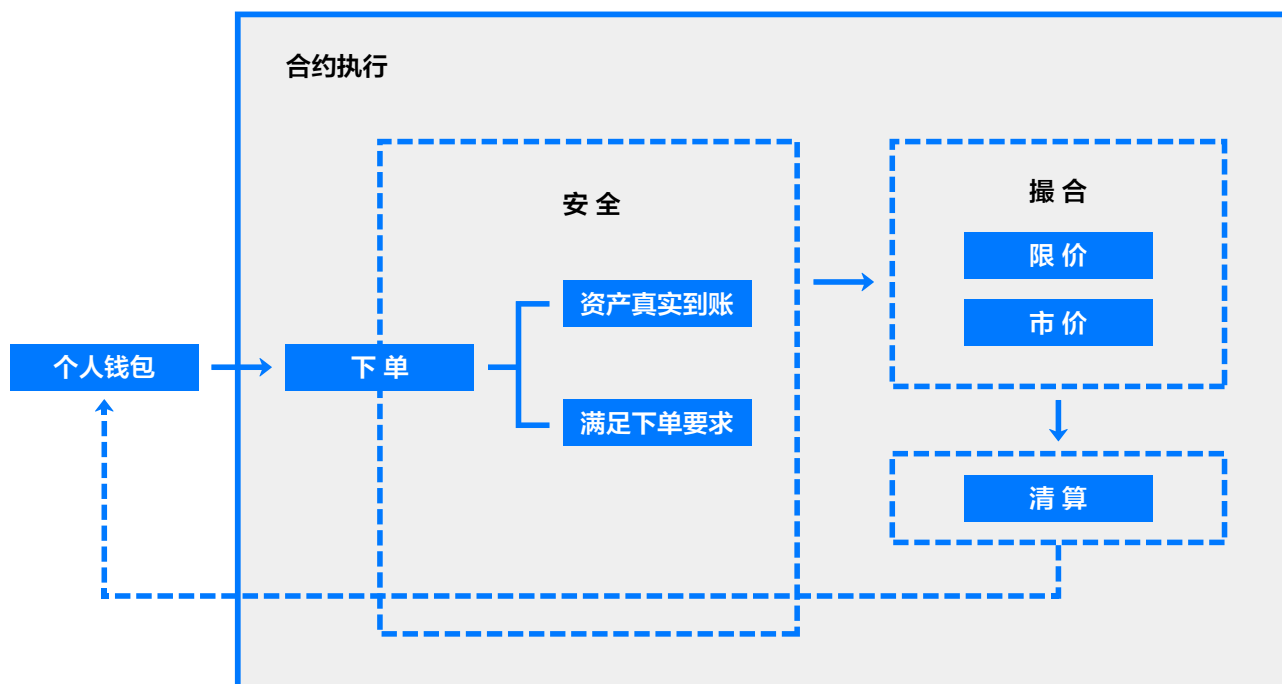 合约执行
安 全
撮 合
限 价
资产真实到账
市 价
个人钱包
下 单
满足下单要求
清 算